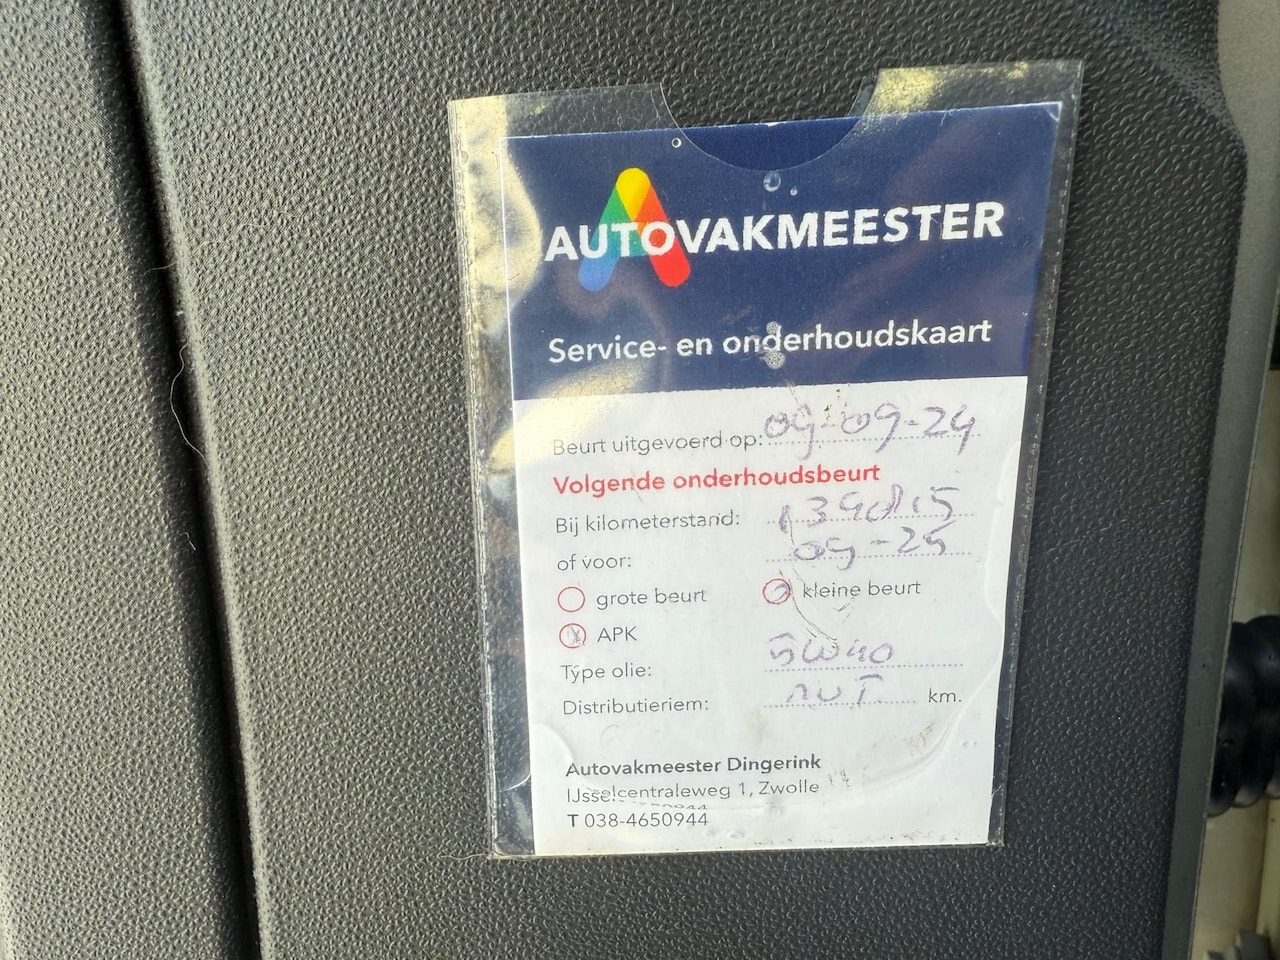 AUTOVAKMEESTER
Service- en onderhoudskaart
Beurt uitgevoerd op: 09-09-24
Volgende onderhoudsbeurt
Bij kilometerstand:
of voor: 09-25
grote beurt kleine beurt
APK
Type olie: 5W40
Distributieriem: nvt km.
Autovakmeester Dingerink
IJsselcentraleweg 1, Zwolle
T 038-4650944